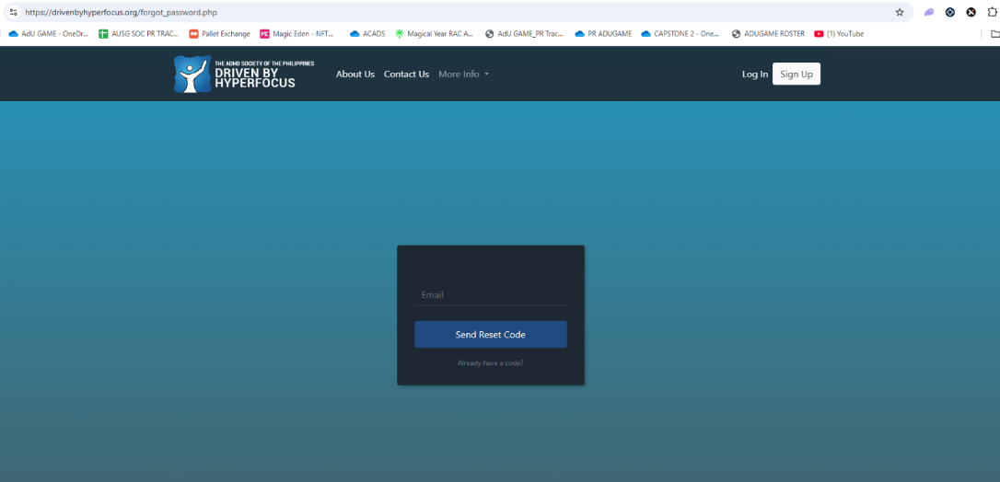 https://drivenbyhyperfocus.org/forgot_password.php
AdU GAME - OneDr... AUSG SOC PR TRAC... Pallet Exchange ME Magic Eden - NFT... ACADS Magical Year RAC A... AdU GAME_PR Trac... PR ADUGAME CAPSTONE 2 - One... ADUGAME ROSTER (1) YouTube
THE ADHD SOCIETY OF THE PHILIPPINES
DRIVEN BY
HYPERFOCUS
About Us Contact Us More Info Log In Sign Up
Email
Send Reset Code
Already have a code?